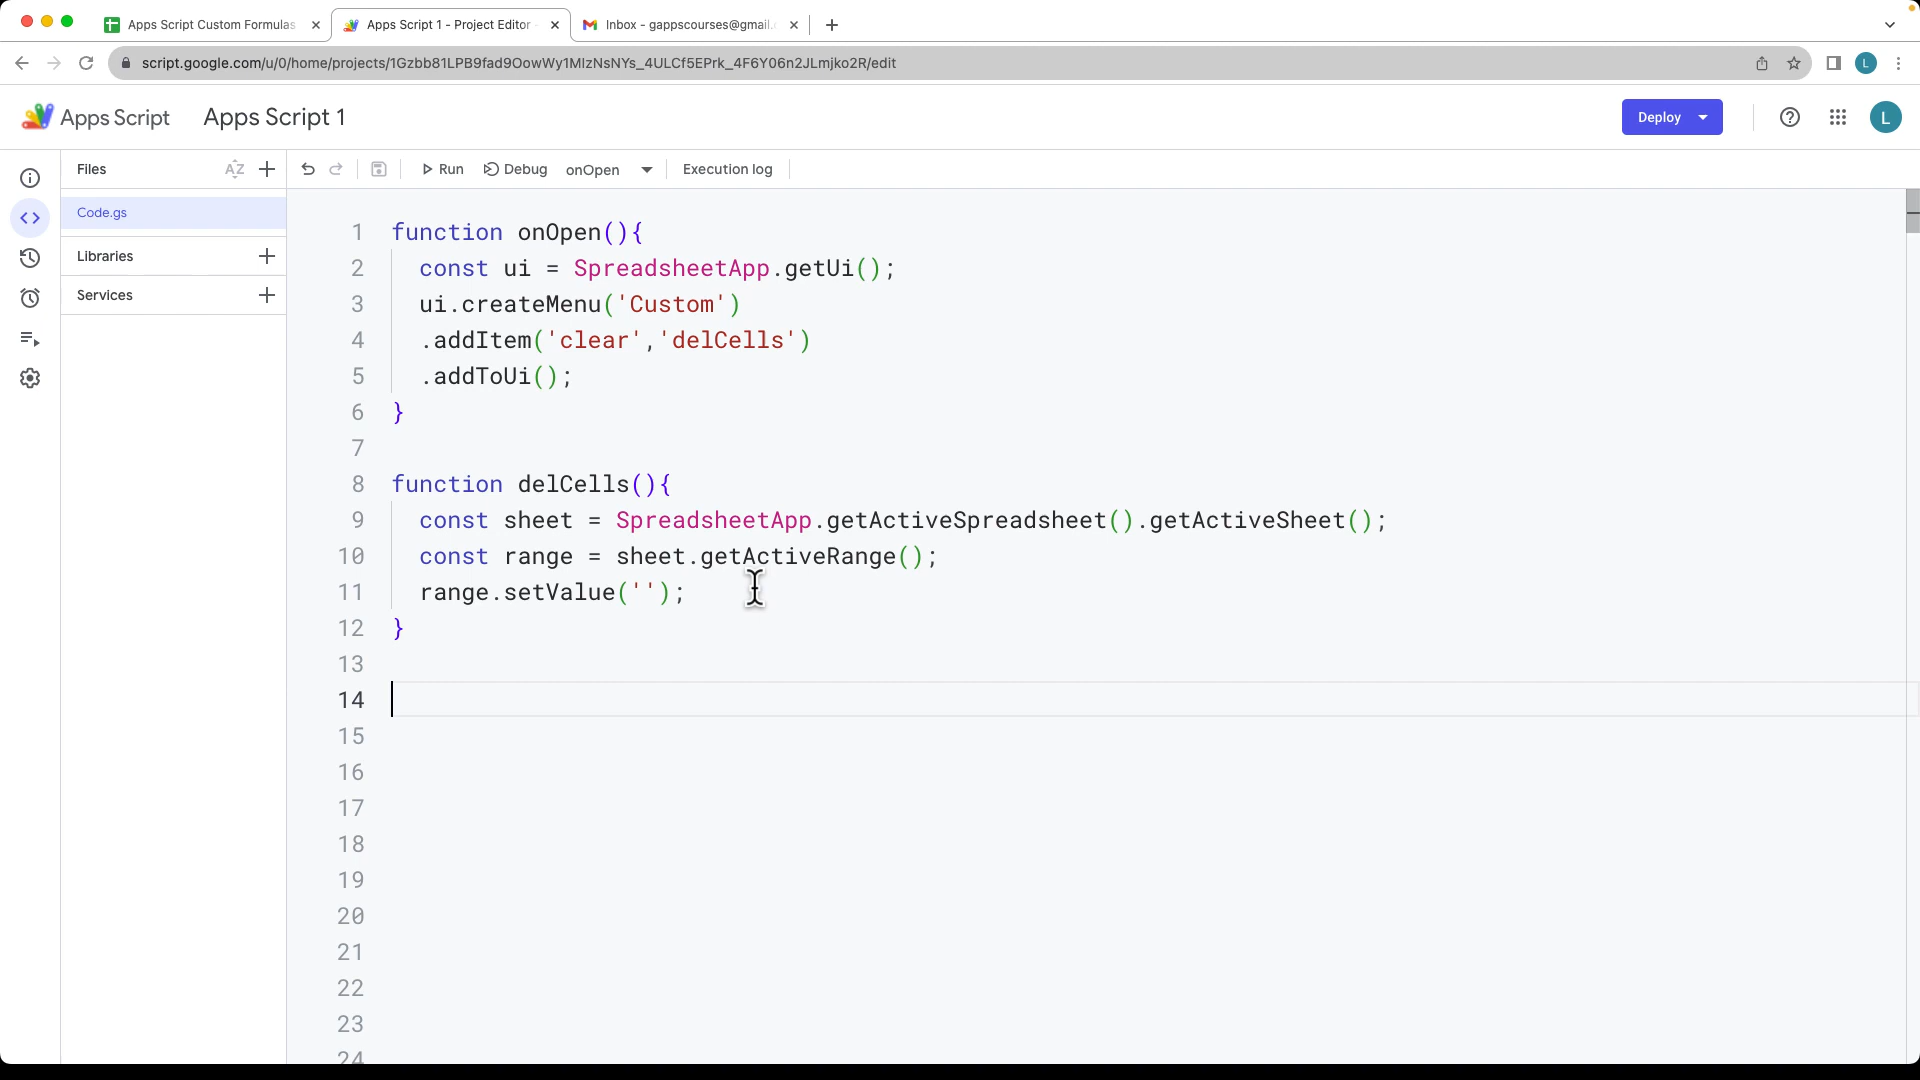 Apps Script Custom Formulas
Apps Script 1 - Project Editor -
Inbox - gappscourses@gmail.
script.google.com/u/0/home/projects/1Gzbb81LPB9fad9OowWy1MIzNsNYs_4ULCf5EPrk_4F6Y06n2JLmjko2R/edit
L
Apps Script
Apps Script 1
Deploy
L
Files
AZ
Run
Debug
onOpen
Execution log
Code.gs
Libraries
Services
1 function onOpen(){
2 const ui = SpreadsheetApp.getUi();
3 ui.createMenu('Custom')
4 .addItem('clear','delCells')
5 .addToUi();
6 }
7
8 function delCells(){
9 const sheet = SpreadsheetApp.getActiveSpreadsheet().getActiveSheet();
10 const range = sheet.getActiveRange();
11 range.setValue('');
12 }
13
14
15
16
17
18
19
20
21
22
23
24